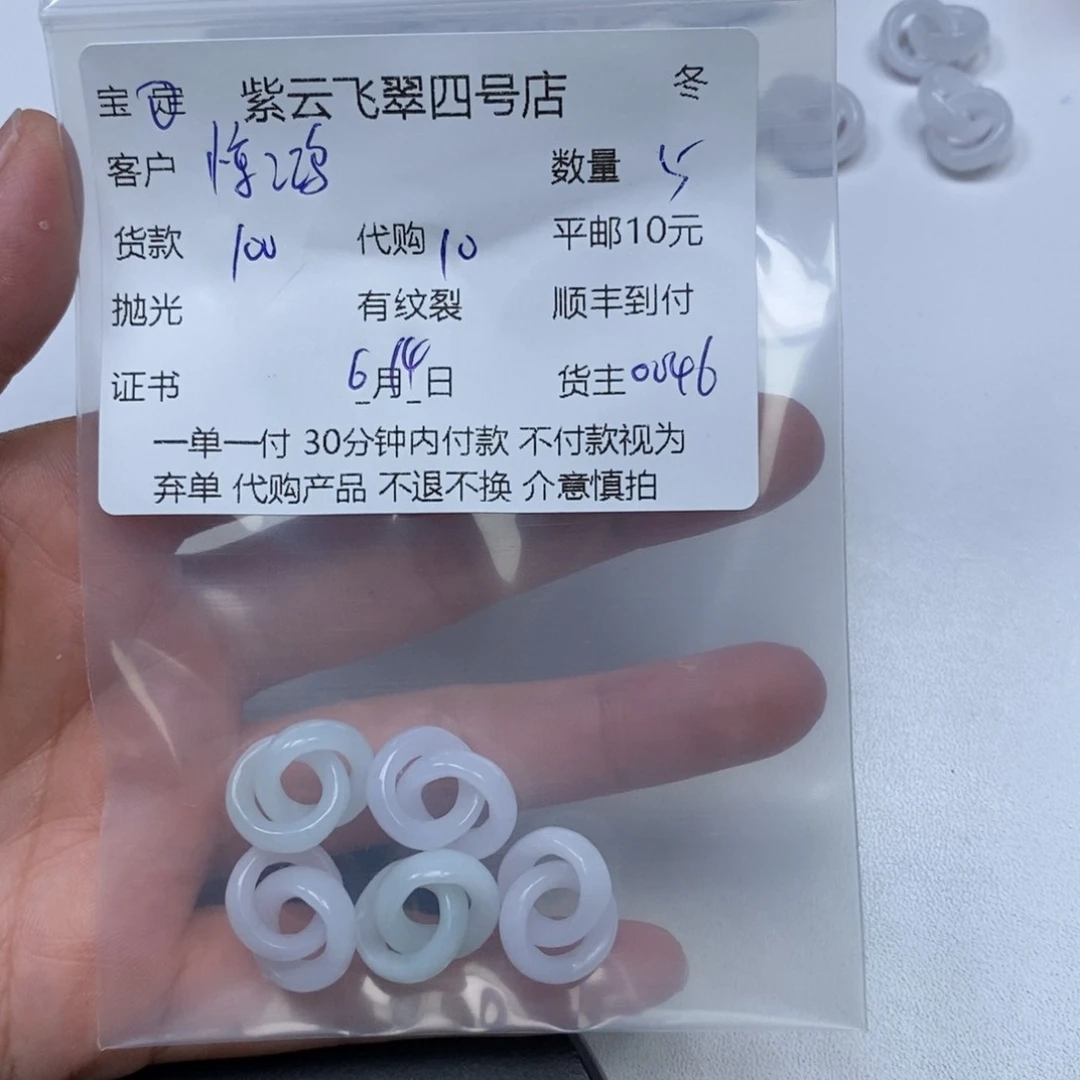 宝 走 紫云飞翠四号店 冬
客户 数量 5
货款 100 代购 10 平邮10元
抛光 有纹裂 顺丰到付
证书 6月14日 货主0046
一单一付 30分钟内付款 不付款视为
弃单 代购产品 不退不换 介意慎拍